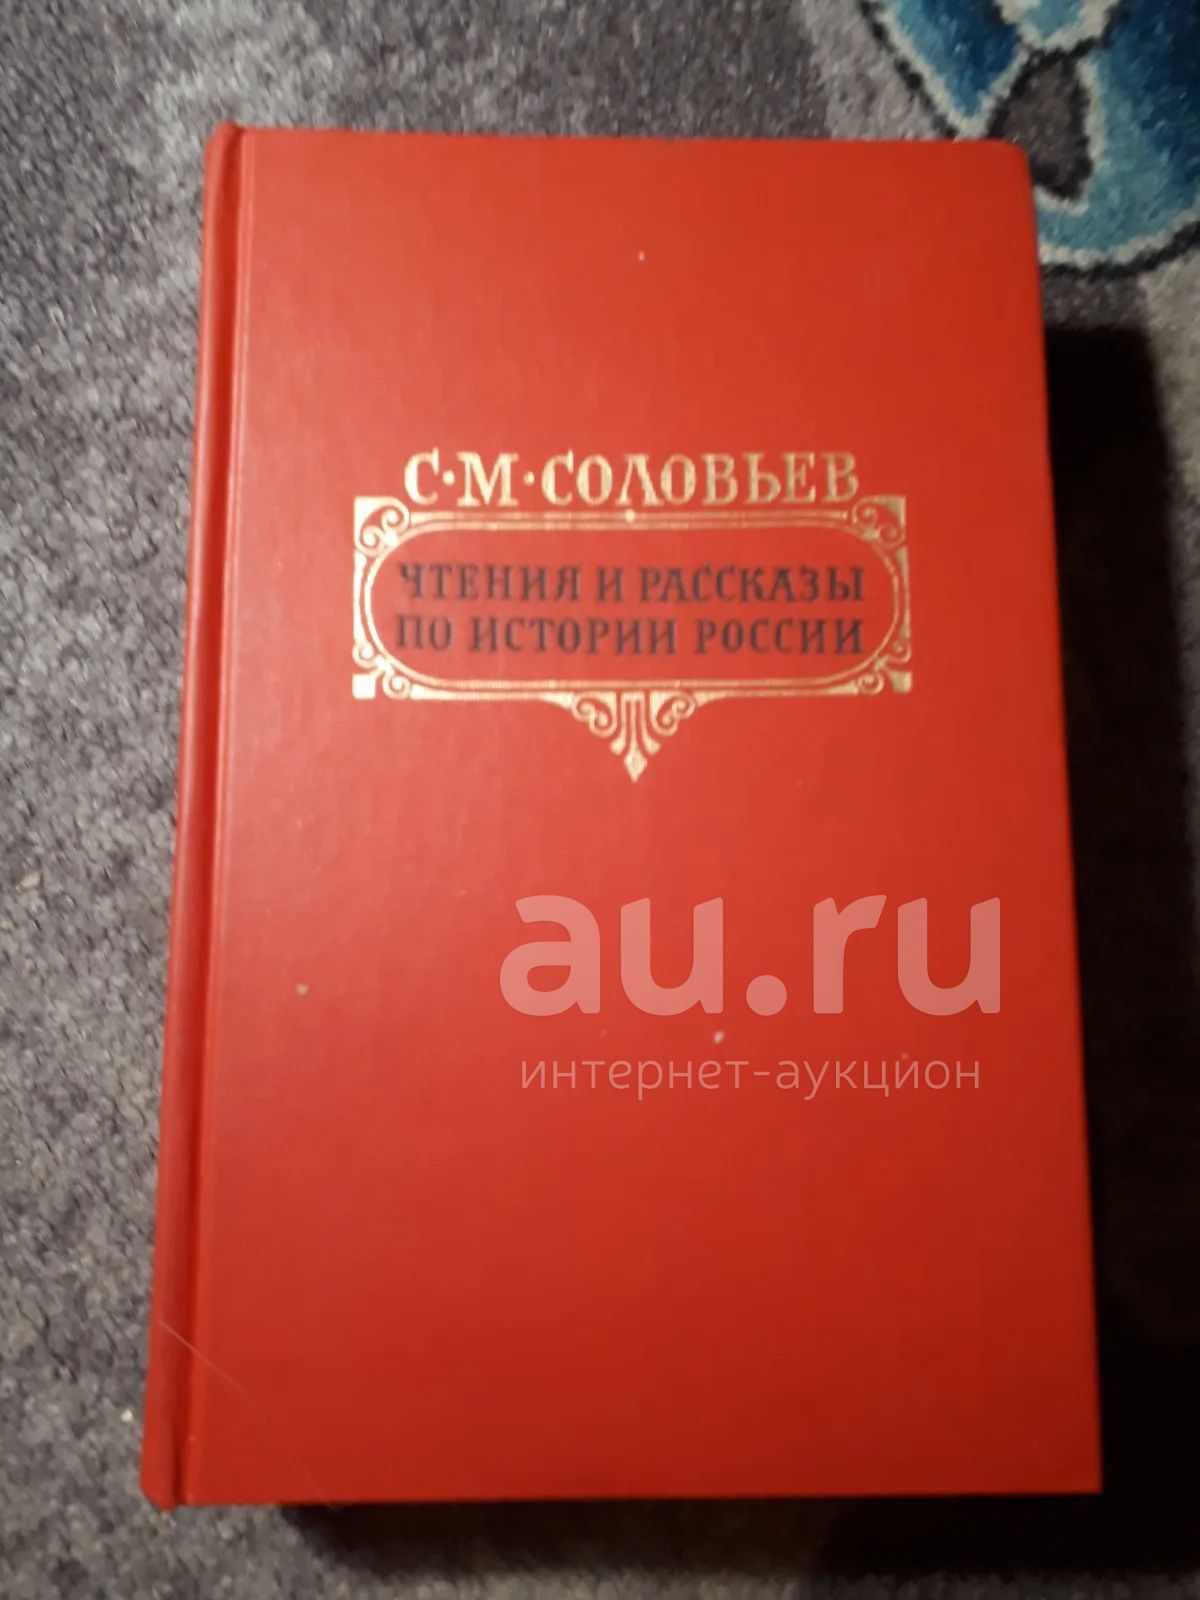 С·М·СОЛОВЬЕВ
ЧТЕНИЯ И РАССКАЗЫ
ПО ИСТОРИИ РОССИИ
au.ru
интернет-аукцион